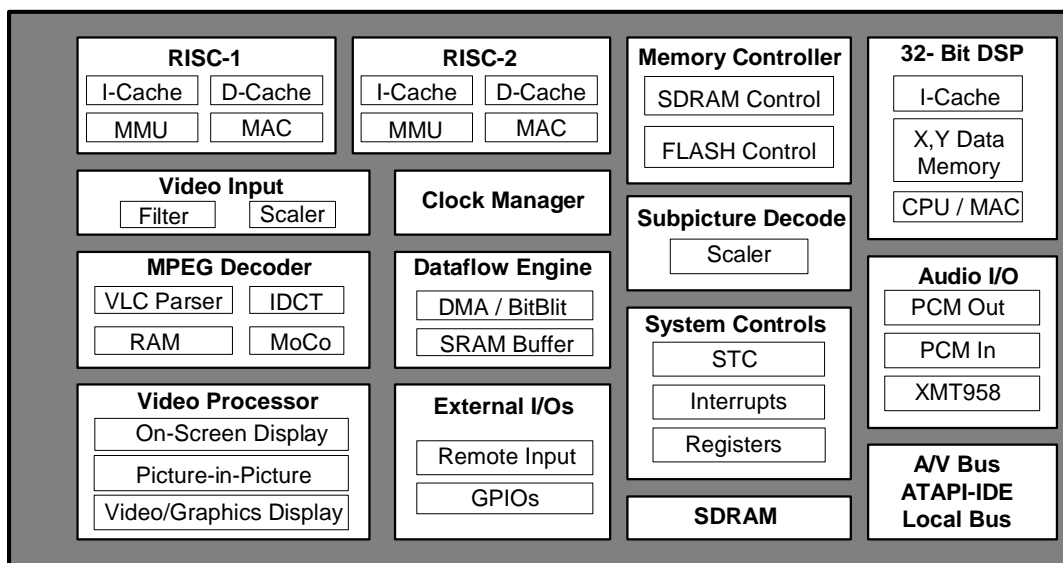 RISC-1
I-Cache
D-Cache
MMU
MAC
RISC-2
I-Cache
D-Cache
MMU
MAC
Memory Controller
SDRAM Control
FLASH Control
32- Bit DSP
I-Cache
X,Y Data
Memory
CPU / MAC
Video Input
Filter
Scaler
Clock Manager
Subpicture Decode
Scaler
MPEG Decoder
VLC Parser
IDCT
RAM
MoCo
Dataflow Engine
DMA / BitBlit
SRAM Buffer
System Controls
STC
Interrupts
Registers
Audio I/O
PCM Out
PCM In
XMT958
Video Processor
On-Screen Display
Picture-in-Picture
Video/Graphics Display
External I/Os
Remote Input
GPIOs
SDRAM
A/V Bus
ATAPI-IDE
Local Bus